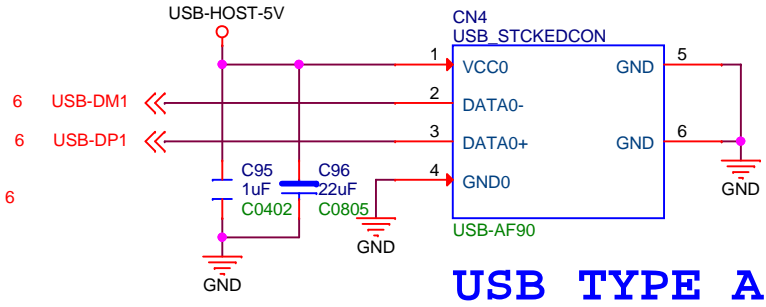 USB-HOST-5V
CN4
USB_STCKEDCON
1 VCC0 GND 5
6 USB-DM1 2 DATA0-
6 USB-DP1 3 DATA0+ GND 6
4 GND0
6
C95 C96
1uF 22uF
C0402 C0805
GND
GND
GND
USB-AF90
USB TYPE A